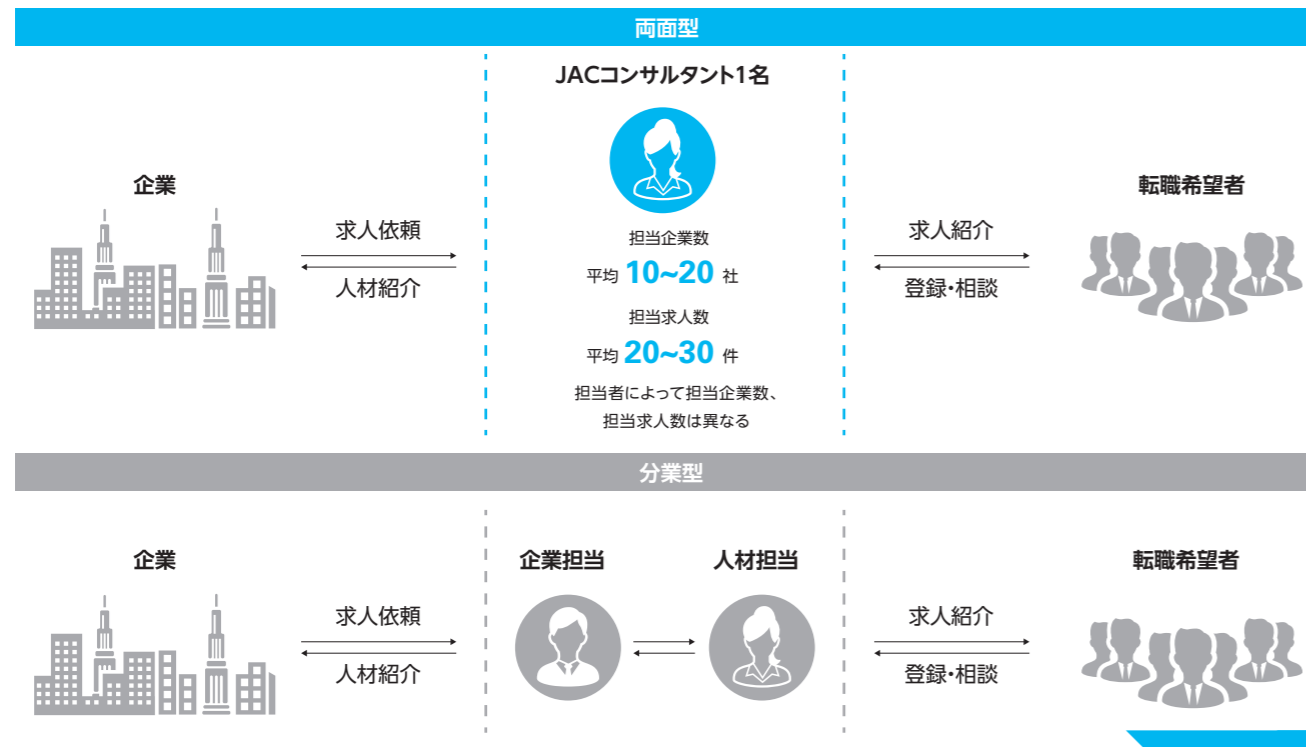 両面型
JACコンサルタント1名
企業
求人依頼
人材紹介
担当企業数
平均 10~20 社
担当求人数
平均 20~30 件
担当者によって担当企業数、
担当求人数は異なる
求人紹介
登録・相談
転職希望者
分業型
企業
求人依頼
人材紹介
企業担当
人材担当
求人紹介
登録・相談
転職希望者